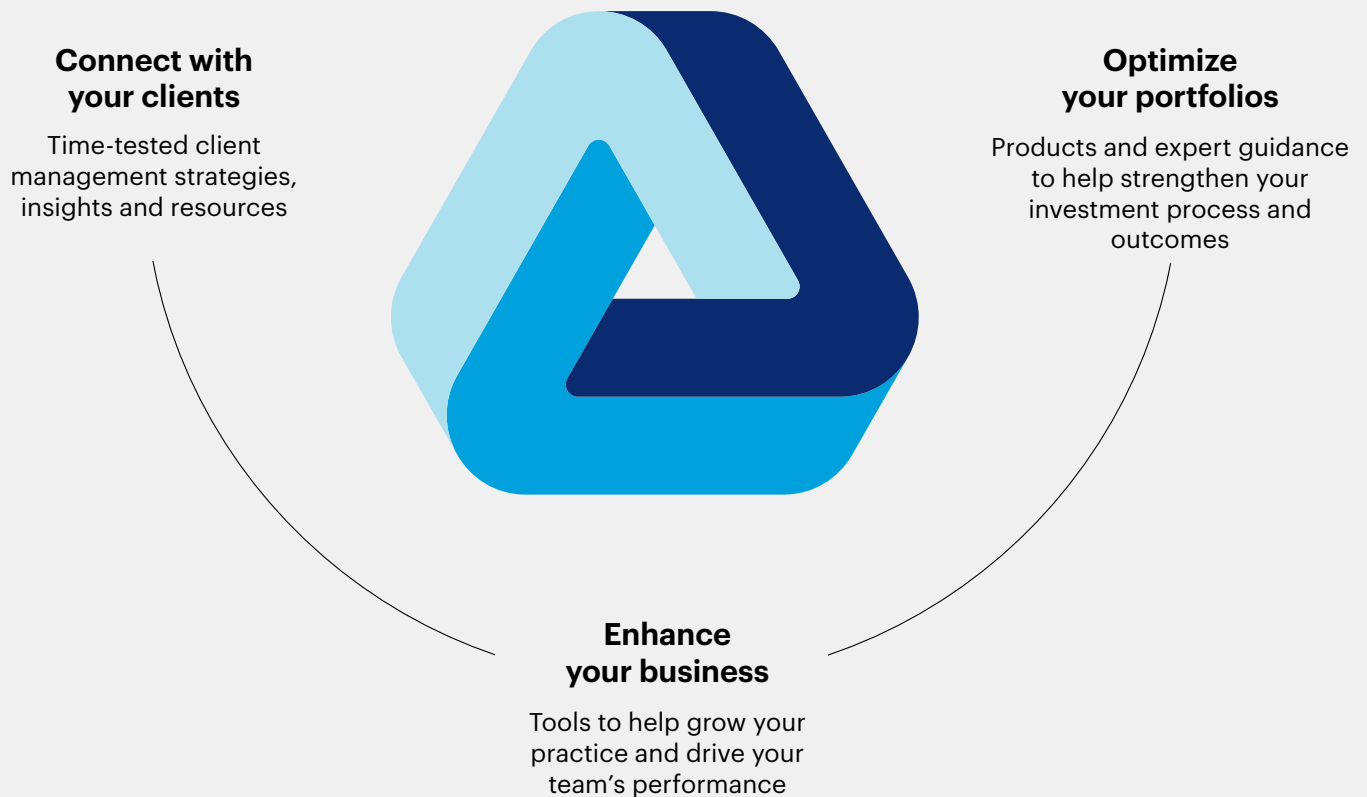 Connect with
your clients
Time-tested client
management strategies,
insights and resources
Optimize
your portfolios
Products and expert guidance
to help strengthen your
investment process and
outcomes
Enhance
your business
Tools to help grow your
practice and drive your
team’s performance